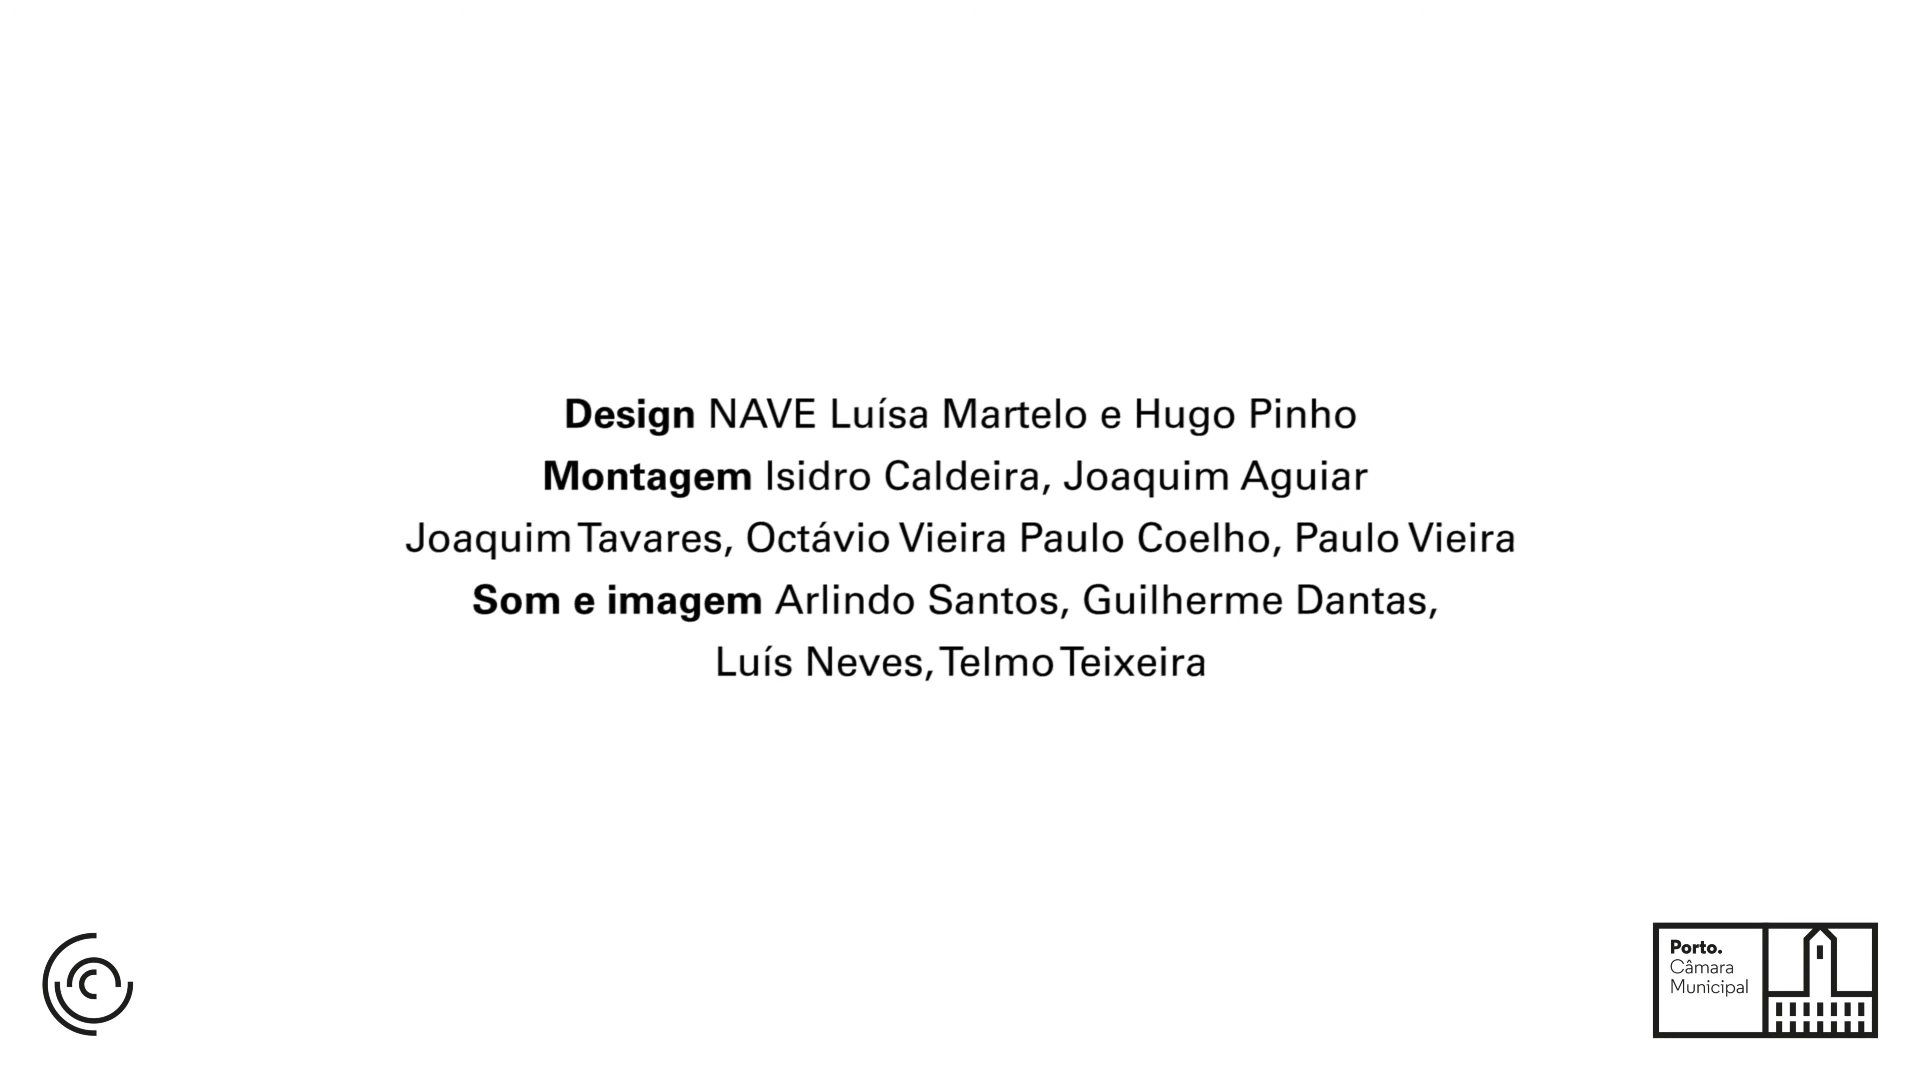 Design NAVE Luísa Martelo e Hugo Pinho
Montagem Isidro Caldeira, Joaquim Aguiar
Joaquim Tavares, Octávio Vieira Paulo Coelho, Paulo Vieira
Som e imagem Arlindo Santos, Guilherme Dantas,
Luís Neves, Telmo Teixeira
Porto.
Câmara
Municipal